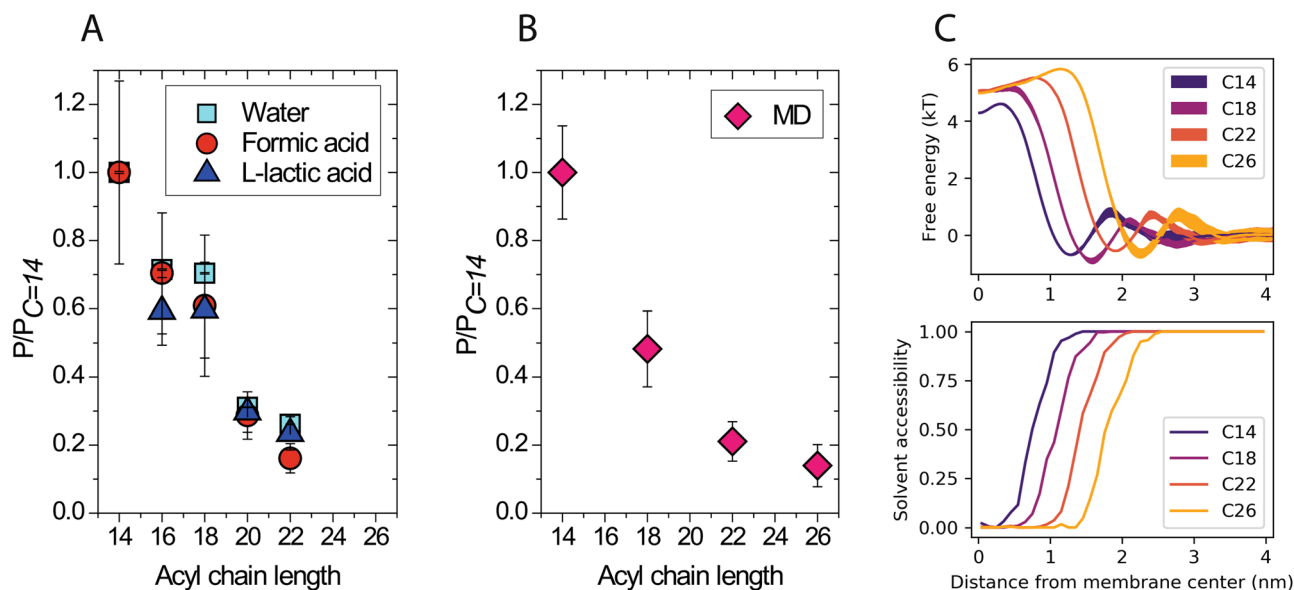 A
P/P C=14
1.2
1.0
0.8
0.6
0.4
0.2
0.0
Water
Formic acid
L-lactic acid
14 16 18 20 22 24 26
Acyl chain length
B
P/P C=14
1.2
1.0
0.8
0.6
0.4
0.2
0.0
MD
14 16 18 20 22 24 26
Acyl chain length
C
Free energy (kT)
6
4
2
0
C14
C18
C22
C26
0 1 2 3 4
Solvent accessibility
1.00
0.75
0.50
0.25
0.00
C14
C18
C22
C26
0 1 2 3 4
Distance from membrane center (nm)